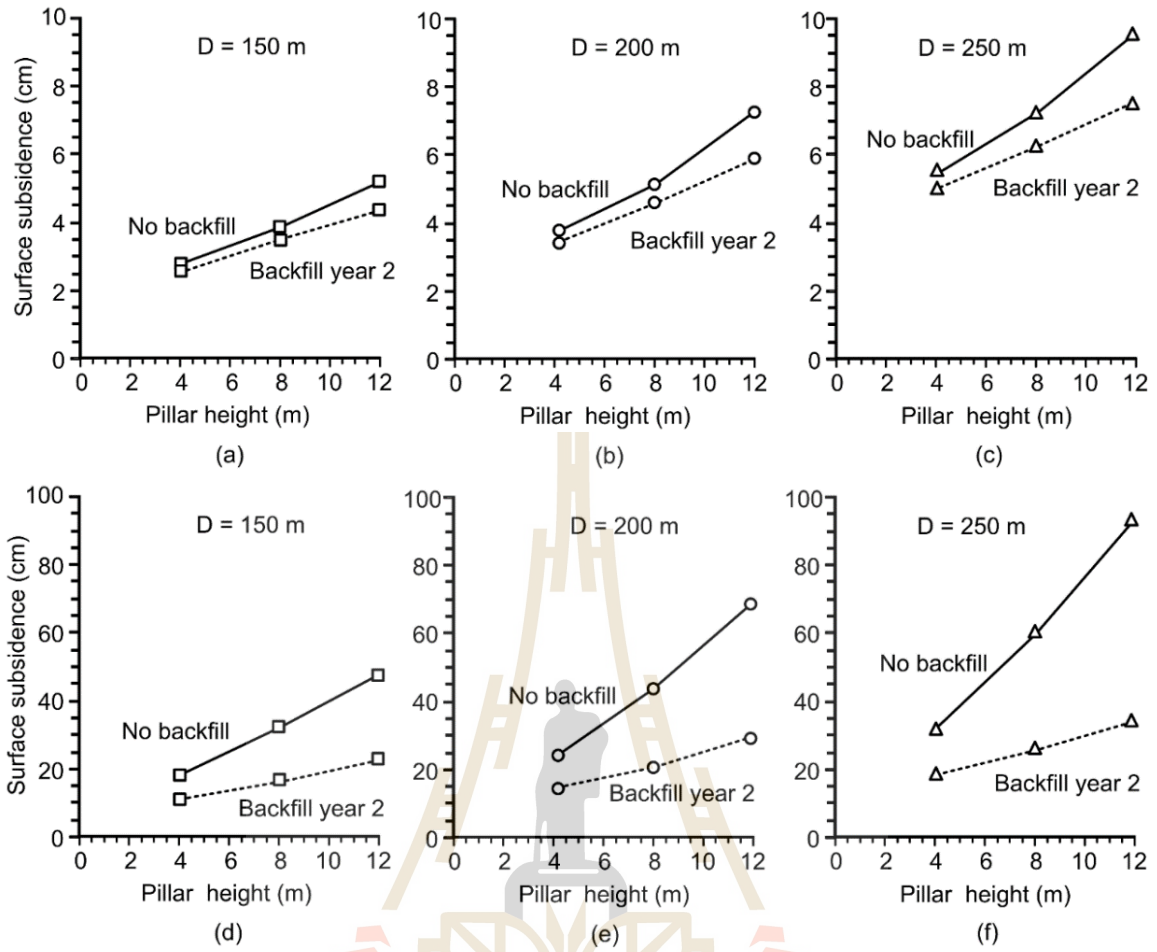 10
D = 150 m
8
6
4
2
0
No backfill
Backfill year 2
0 2 4 6 8 10 12
Surface subsidence (cm)
Pillar height (m)
(a)
10
D = 200 m
8
6
4
2
0
No backfill
Backfill year 2
0 2 4 6 8 10 12
Pillar height (m)
(b)
10
D = 250 m
8
6
4
2
0
No backfill
Backfill year 2
0 2 4 6 8 10 12
Pillar height (m)
(c)
100
D = 150 m
80
60
40
20
0
No backfill
Backfill year 2
0 2 4 6 8 10 12
Surface subsidence (cm)
Pillar height (m)
(d)
100
D = 200 m
80
60
40
20
0
No backfill
Backfill year 2
0 2 4 6 8 10 12
Pillar height (m)
(e)
100
D = 250 m
80
60
40
20
0
No backfill
Backfill year 2
0 2 4 6 8 10 12
Pillar height (m)
(f)